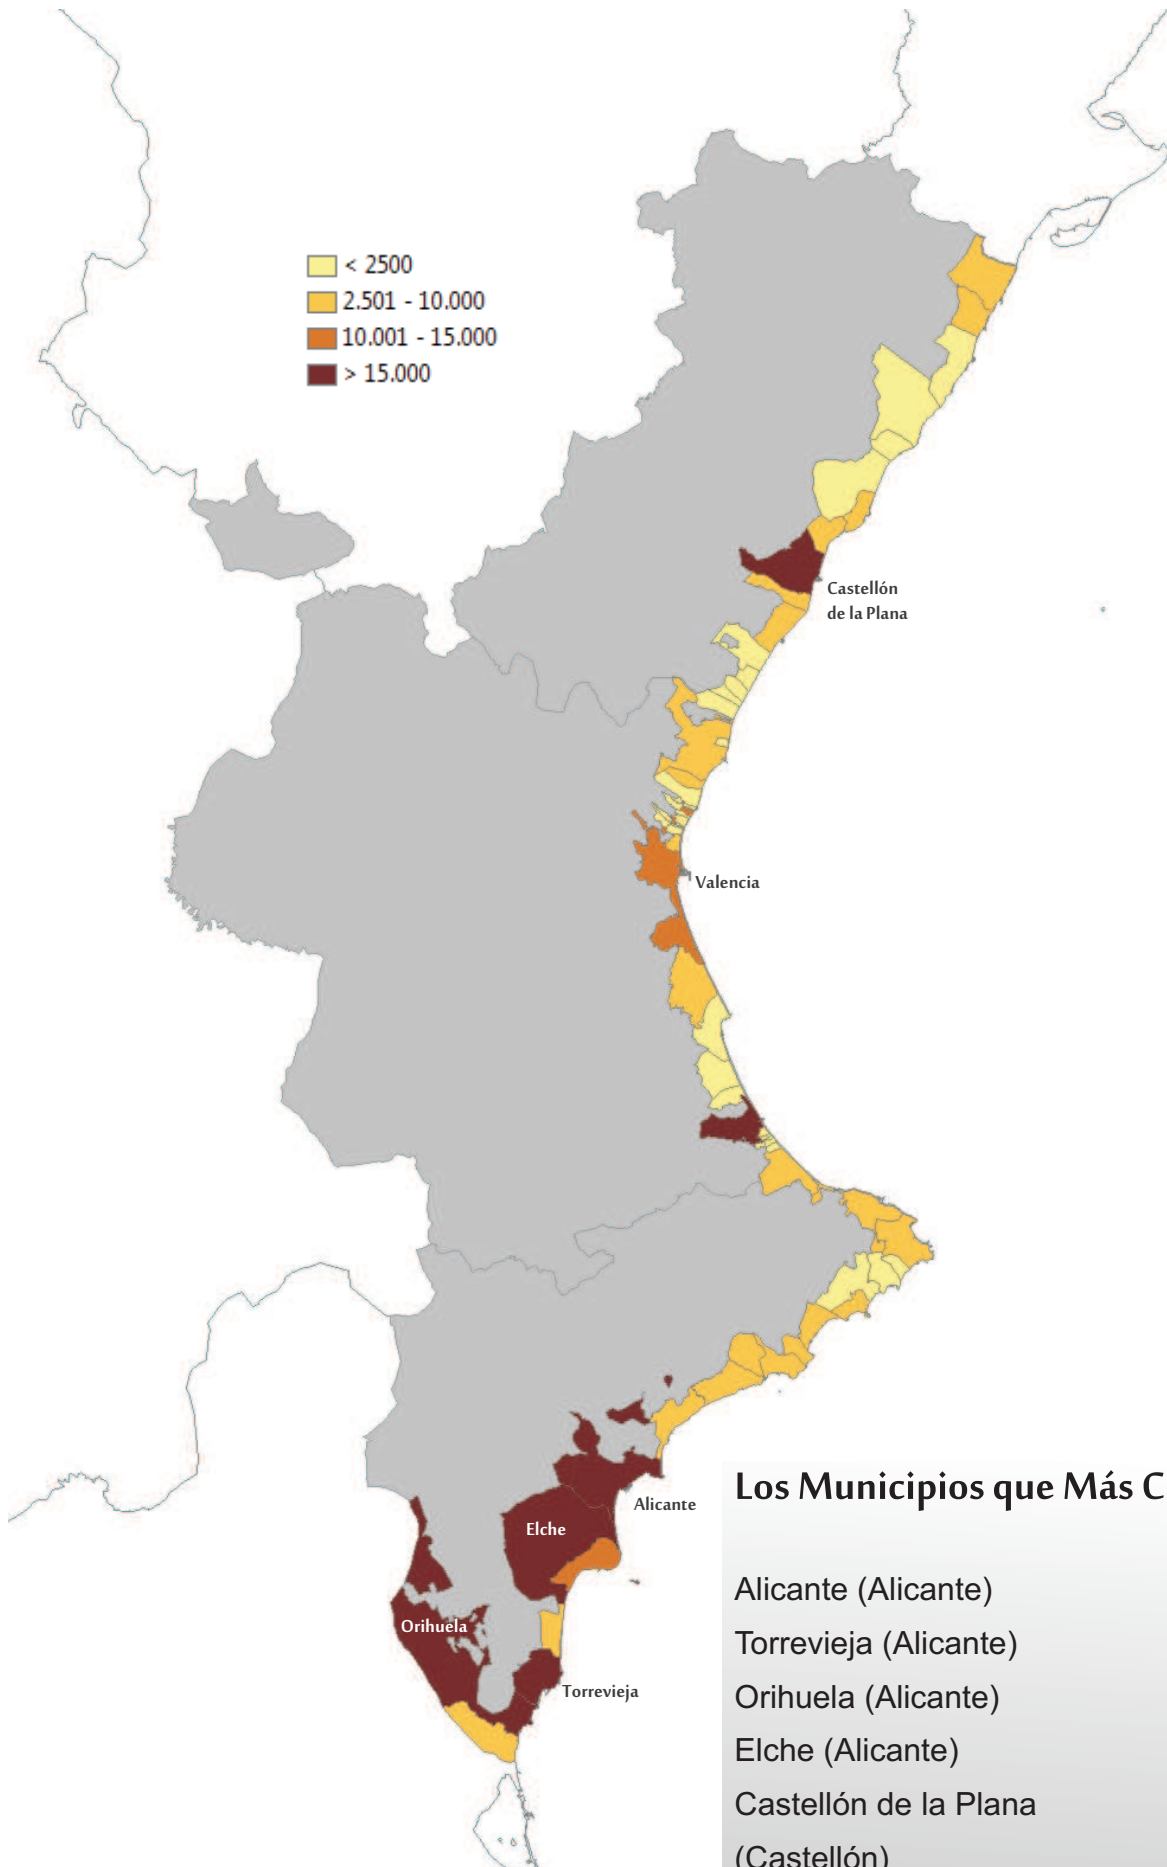 < 2500
2.501 - 10.000
10.001 - 15.000
> 15.000
Castellón
de la Plana
Valencia
Alicante
Elche
Orihuela
Torrevieja
Los Municipios que Más C
Alicante (Alicante)
Torrevieja (Alicante)
Orihuela (Alicante)
Elche (Alicante)
Castellón de la Plana
(Castellón)